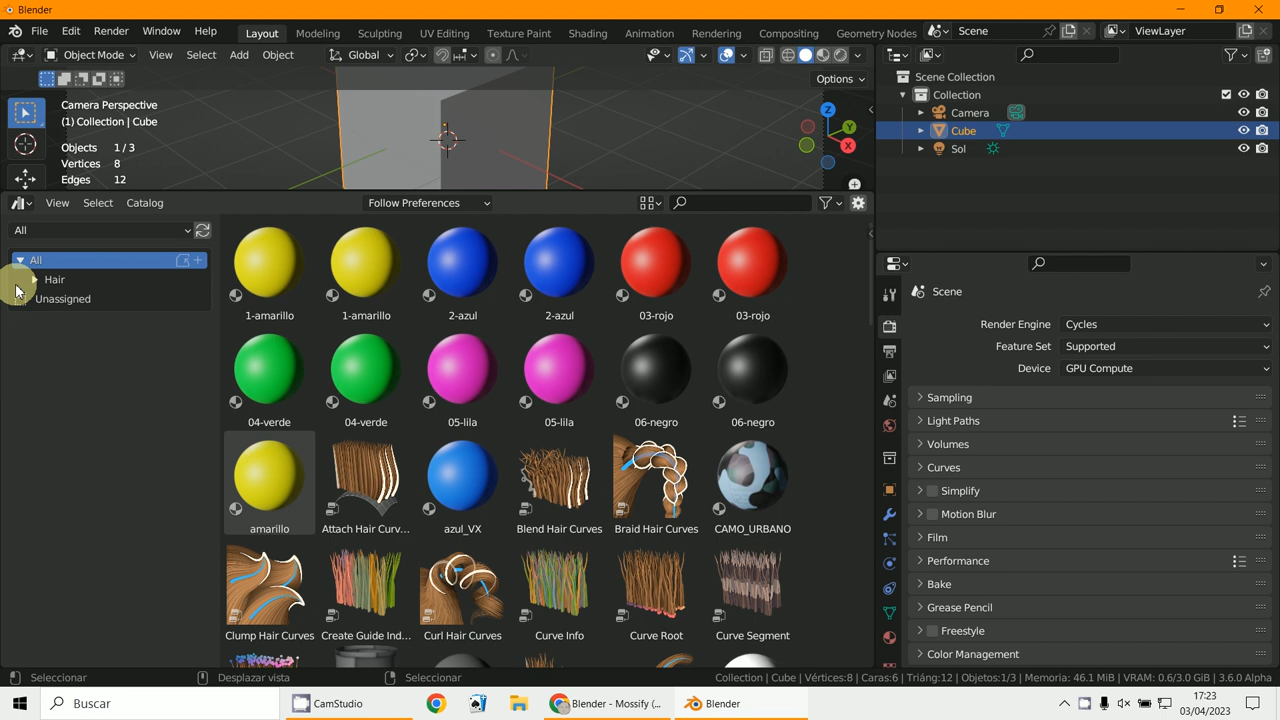 Blender
File Edit Render Window Help Layout Modeling Sculpting UV Editing Texture Paint Shading Animation Rendering Compositing Geometry Nodes Scene ViewLayer
Object Mode View Select Add Object Global
Options
Camera Perspective
(1) Collection | Cube
Objects 1 / 3
Vertices 8
Edges 12
Z
Y
X
Scene Collection
Collection
Camera
Cube
Sol
View Select Catalog Follow Preferences
All
All
Hair
Unassigned
1-amarillo 1-amarillo 2-azul 2-azul 03-rojo 03-rojo
04-verde 04-verde 05-lila 05-lila 06-negro 06-negro
amarillo Attach Hair Curv... azul_VX Blend Hair Curves Braid Hair Curves CAMO_URBANO
Clump Hair Curves Create Guide Ind... Curl Hair Curves Curve Info Curve Root Curve Segment
Scene
Render Engine Cycles
Feature Set Supported
Device GPU Compute
Sampling
Light Paths
Volumes
Curves
Simplify
Motion Blur
Film
Performance
Bake
Grease Pencil
Freestyle
Color Management
Seleccionar Desplazar vista Seleccionar Collection | Cube | Vértices:8 | Caras:6 | Triáng:12 | Objetos:1/3 | Memoria: 46.1 MiB | VRAM: 0.6/3.0 GiB | 3.6.0 Alpha
Buscar CamStudio Blender - Mossify (... Blender
17:23
03/04/2023